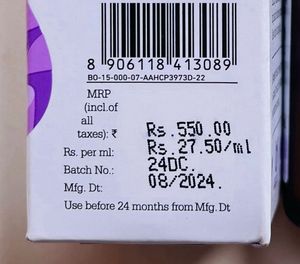 8 906118 413089
BO-15-000-07-AAHCP3973D-22
MRP
(incl.of
all
taxes): ₹ Rs.550.00
Rs. per ml: Rs.27.50/ml
Batch No.: 24DC.
Mfg. Dt: 08/2024.
Use before 24 months from Mfg. Dt